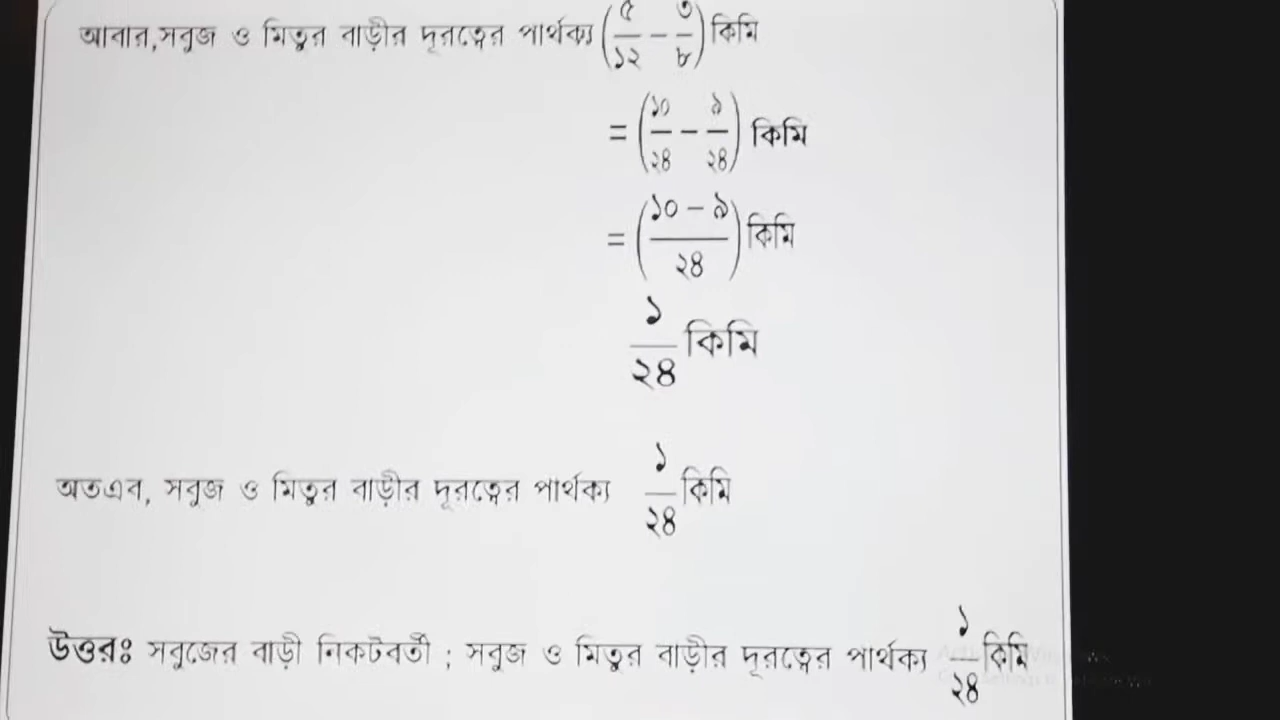 আবার,সবুজ ও মিতুর বাড়ীর দূরত্বের পার্থক্য (৫/১২ − ৩/৮) কিমি
= (১০/২৪ − ৯/২৪) কিমি
= (১০ − ৯/২৪) কিমি
১/২৪ কিমি
অতএব, সবুজ ও মিতুর বাড়ীর দূরত্বের পার্থক্য ১/২৪ কিমি
উত্তরঃ সবুজের বাড়ী নিকটবর্তী ; সবুজ ও মিতুর বাড়ীর দূরত্বের পার্থক্য ১/২৪ কিমি